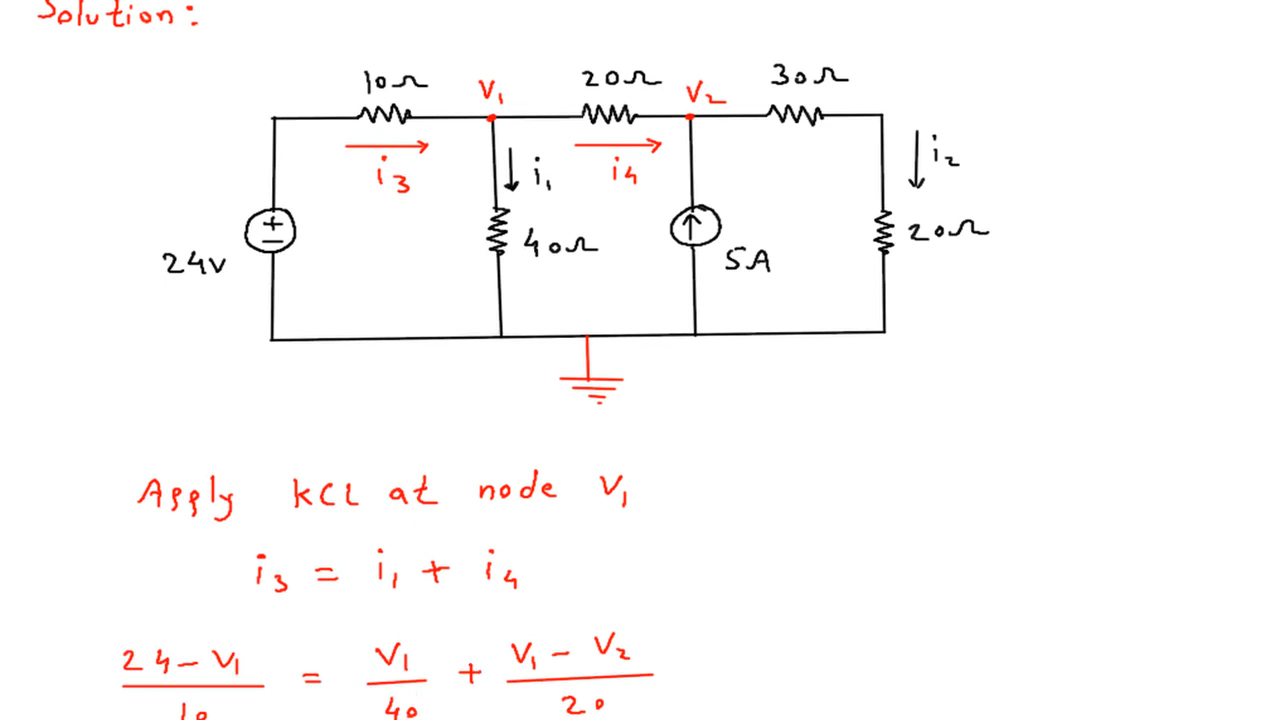 Solution:
10Ω V₁ 20Ω V₂ 30Ω
i₃ i₁ i₄ i₂
24v + − 40Ω 5A 20Ω
Apply KCL at node V₁
i₃ = i₁ + i₄
24 − V₁ = V₁ + V₁ − V₂
10 40 20